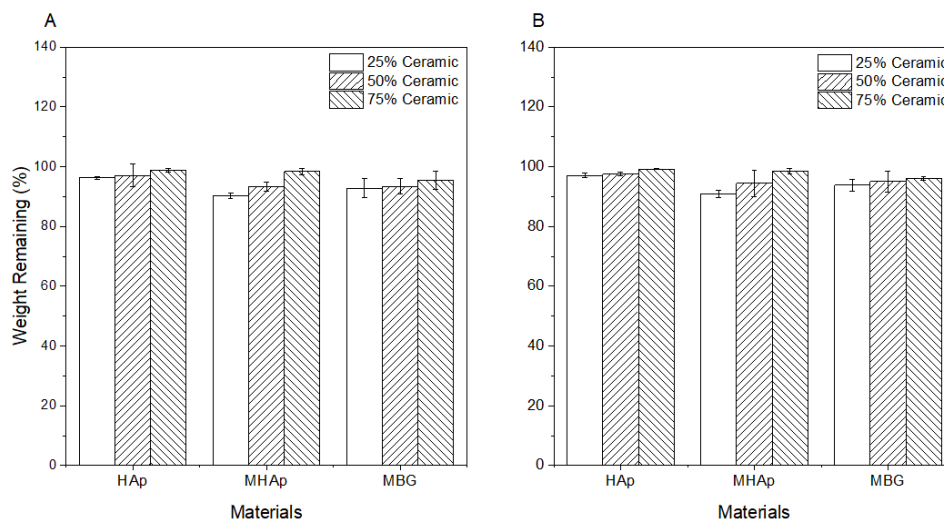 A
140
120
100
80
60
40
20
0
Weight Remaining (%)
25% Ceramic
50% Ceramic
75% Ceramic
HAp MHAp MBG
Materials
B
140
120
100
80
60
40
20
0
25% Ceramic
50% Ceramic
75% Ceramic
HAp MHAp MBG
Materials